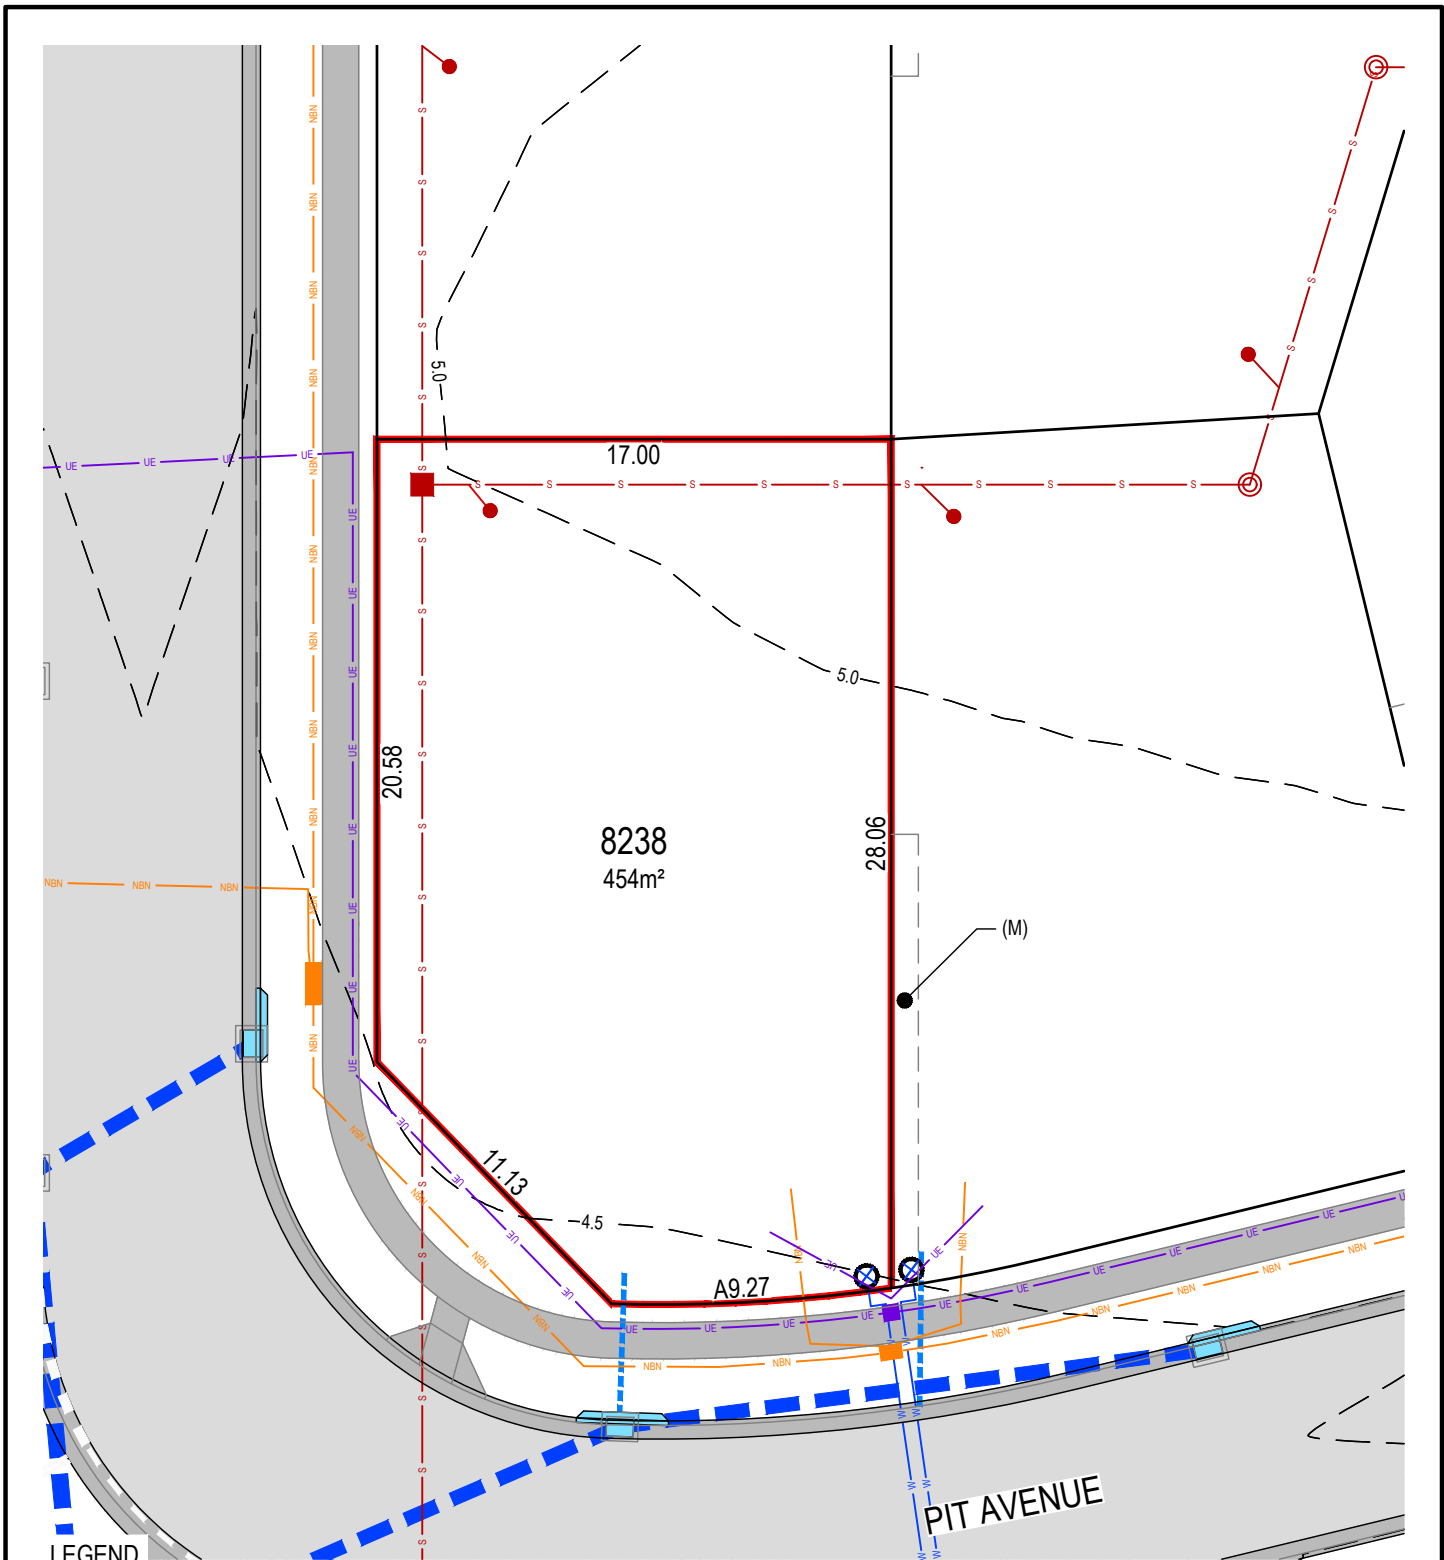 5.0
17.00
5.0
20.58
28.06
8238
454m²
(M)
11.13
4.5
A9.27
PIT AVENUE
LEGEND
NBN
UE
S
W